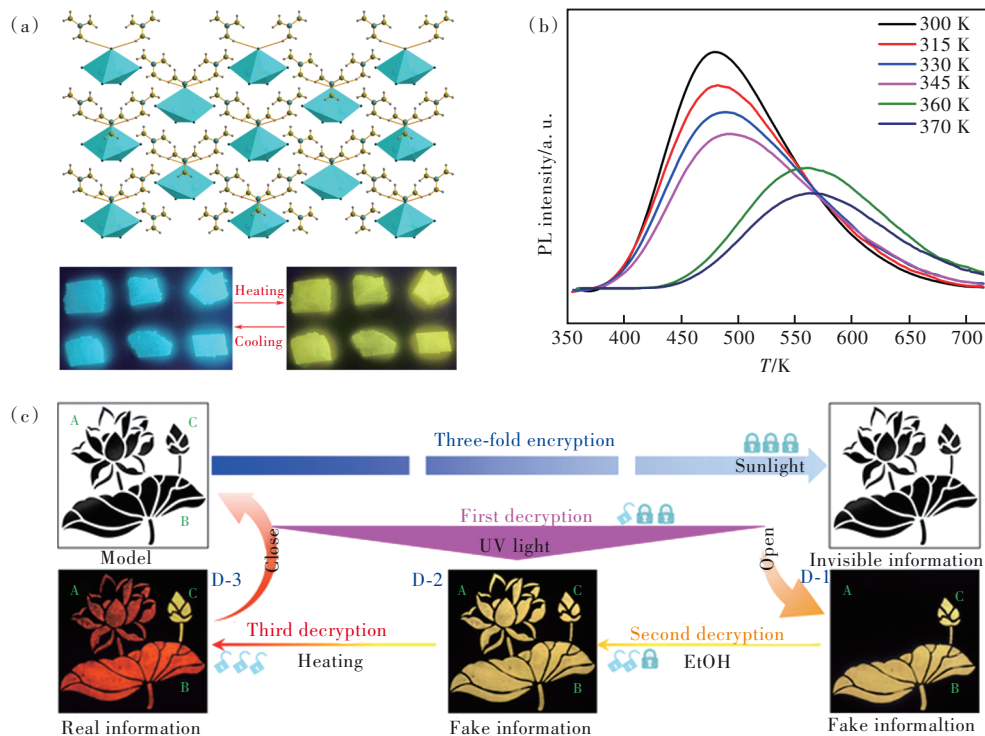 (a)
Heating
Cooling
(b)
PL intensity/a. u.
300 K
315 K
330 K
345 K
360 K
370 K
350 400 450 500 550 600 650 700
T/K
(c)
A
C
B
Model
Three-fold encryption
Sunlight
Invisible information
First decryption
UV light
Close
Open
D-3
D-2
D-1
A
C
B
Real information
Third decryption
Heating
A
C
B
Fake information
Second decryption
EtOH
A
C
B
Fake informaltion